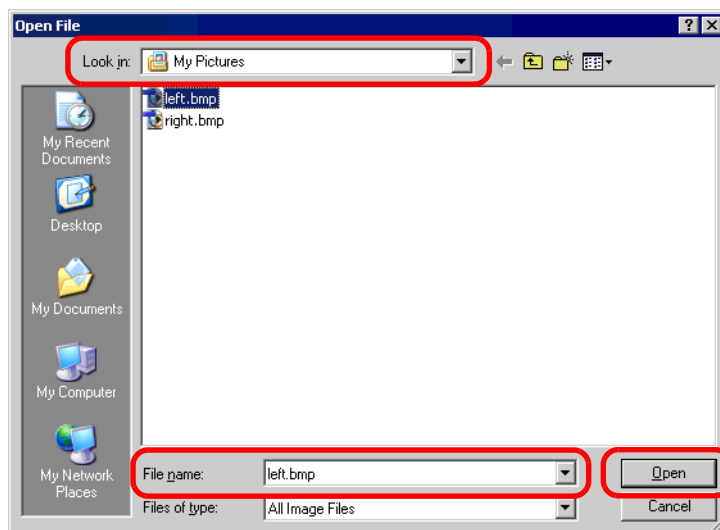 Open File
Look in: My Pictures
left.bmp
right.bmp
My Recent
Documents
Desktop
My Documents
My Computer
My Network
Places
File name: left.bmp Open
Files of type: All Image Files Cancel